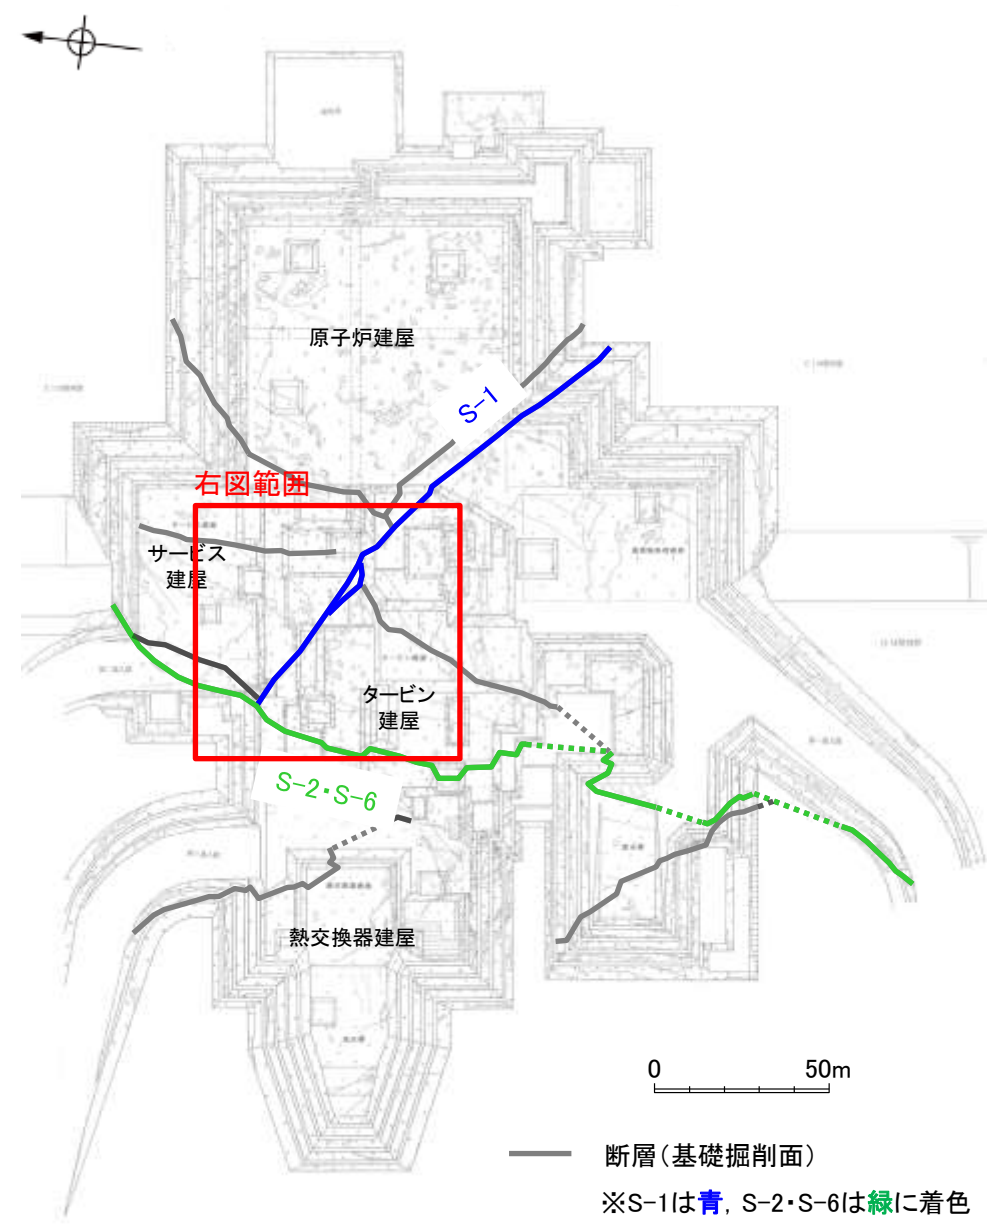 原子炉建屋
S-1
右図範囲
サービス
建屋
タービン
建屋
S-2・S-6
熱交換器建屋
0 50m
断層(基礎掘削面)
※S-1は青，S-2・S-6は緑に着色